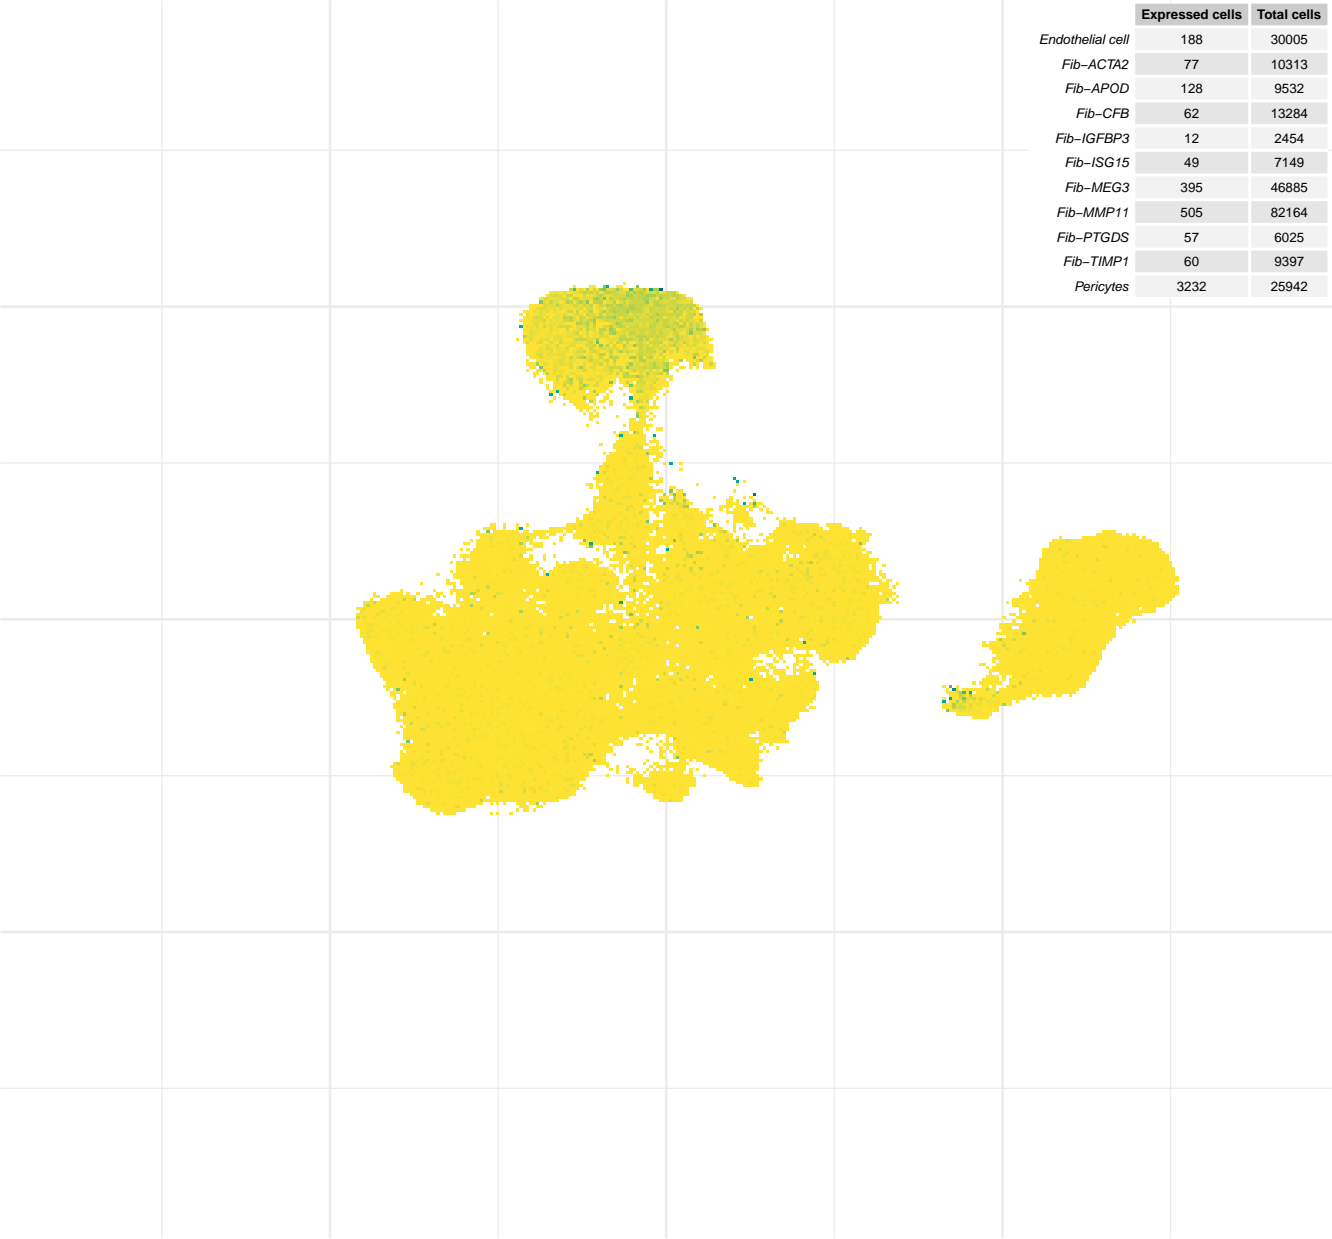 Expressed cells Total cells
Endothelial cell 188 30005
Fib−ACTA2 77 10313
Fib−APOD 128 9532
Fib−CFB 62 13284
Fib−IGFBP3 12 2454
Fib−ISG15 49 7149
Fib−MEG3 395 46885
Fib−MMP11 505 82164
Fib−PTGDS 57 6025
Fib−TIMP1 60 9397
Pericytes 3232 25942